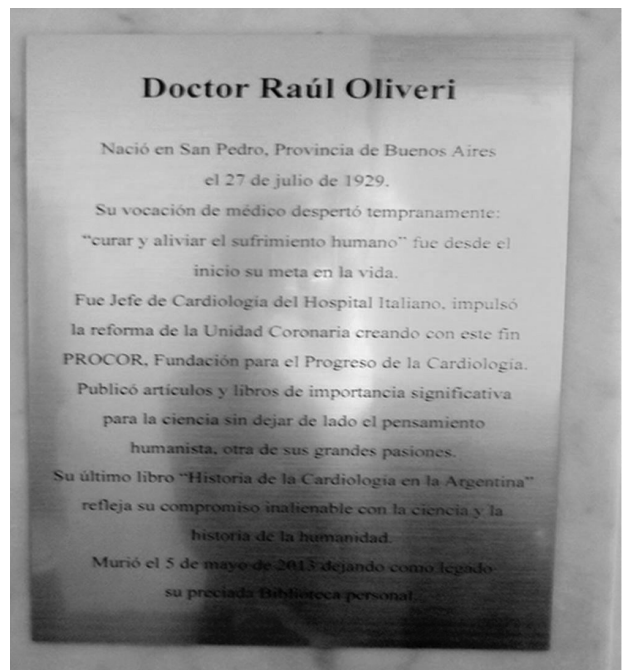 Doctor Raúl Oliveri
Nació en San Pedro, Provincia de Buenos Aires
el 27 de julio de 1929.
Su vocación de médico despertó tempranamente:
“curar y aliviar el sufrimiento humano” fue desde el
inicio su meta en la vida.
Fue Jefe de Cardiología del Hospital Italiano, impulsó
la reforma de la Unidad Coronaria creando con este fin
PROCOR, Fundación para el Progreso de la Cardiología.
Publicó artículos y libros de importancia significativa
para la ciencia sin dejar de lado el pensamiento
humanista, otra de sus grandes pasiones.
Su último libro “Historia de la Cardiología en la Argentina”
refleja su compromiso inalienable con la ciencia y la
historia de la humanidad.
Murió el 5 de mayo de 2013 dejando como legado
su preciada Biblioteca personal.